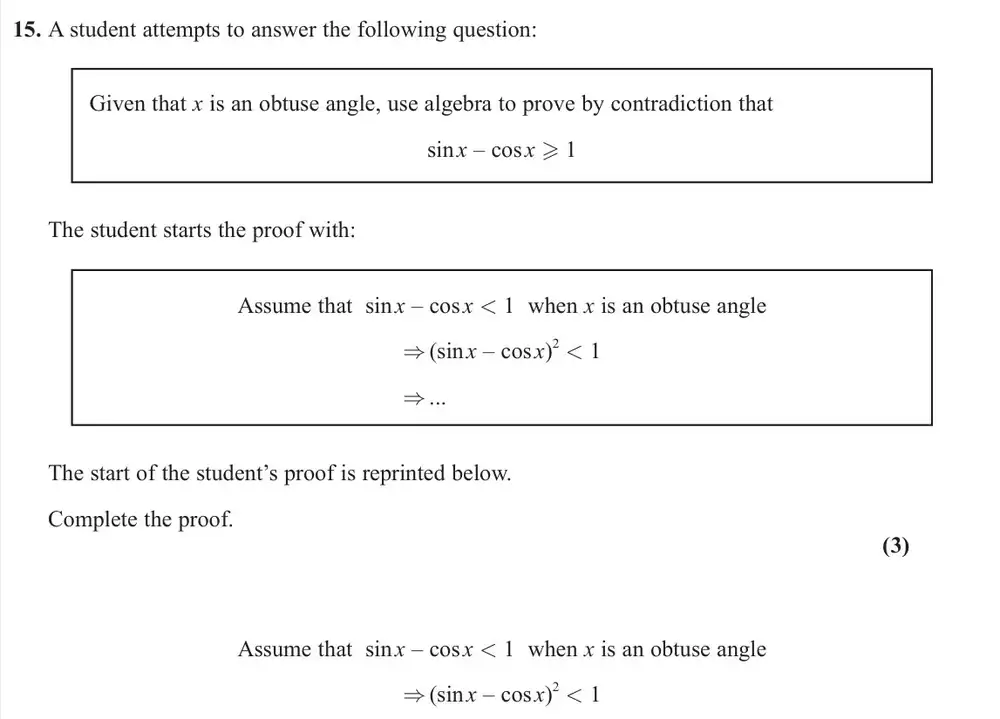 15. A student attempts to answer the following question:
Given that x is an obtuse angle, use algebra to prove by contradiction that
sin x – cos x ⩾ 1
The student starts the proof with:
Assume that sin x – cos x < 1 when x is an obtuse angle
⇒ (sin x – cos x)² < 1
⇒ ...
The start of the student’s proof is reprinted below.
Complete the proof.
(3)
Assume that sin x – cos x < 1 when x is an obtuse angle
⇒ (sin x – cos x)² < 1